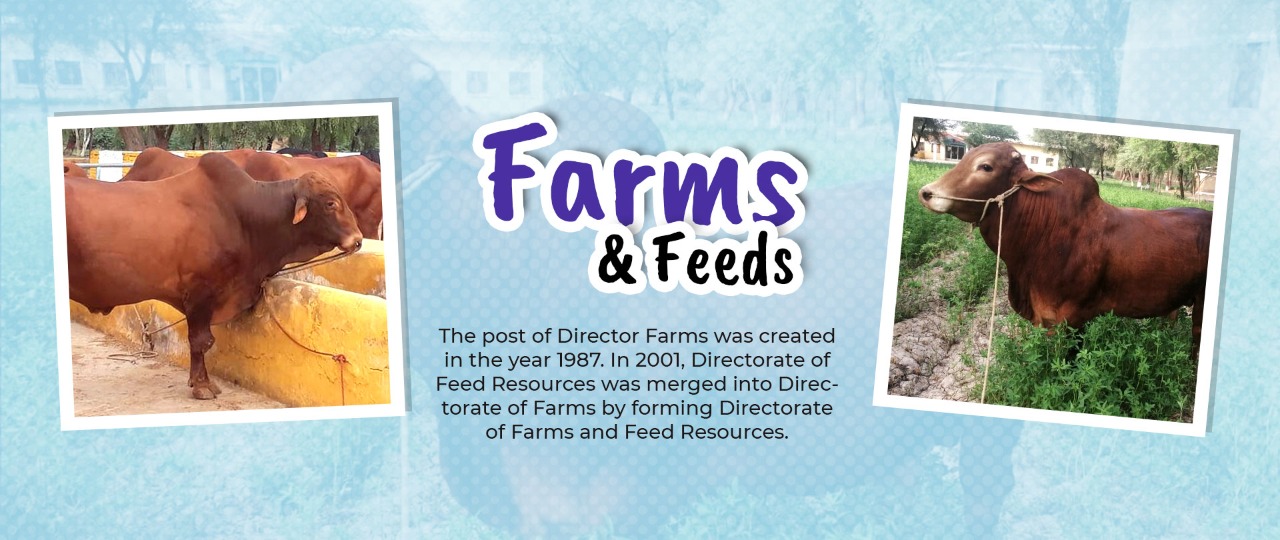 Farms
& Feeds
The post of Director Farms was created
in the year 1987. In 2001, Directorate of
Feed Resources was merged into Direc-
torate of Farms by forming Directorate
of Farms and Feed Resources.